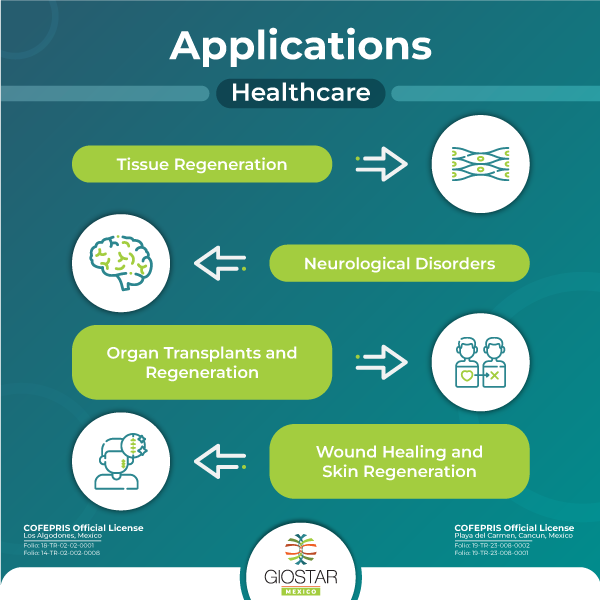 Applications
Healthcare
Tissue Regeneration
Neurological Disorders
Organ Transplants and
Regeneration
Wound Healing and
Skin Regeneration
COFEPRIS Official License
Los Algodones, Mexico
Folio: 18-TR-02-02-0001
Folio: 14-TR-02-002-0008
GIOSTAR
MEXICO
COFEPRIS Official License
Playa del Carmen, Cancun, Mexico
Folio: 19-TR-23-008-0002
Folio: 19-TR-23-008-0001